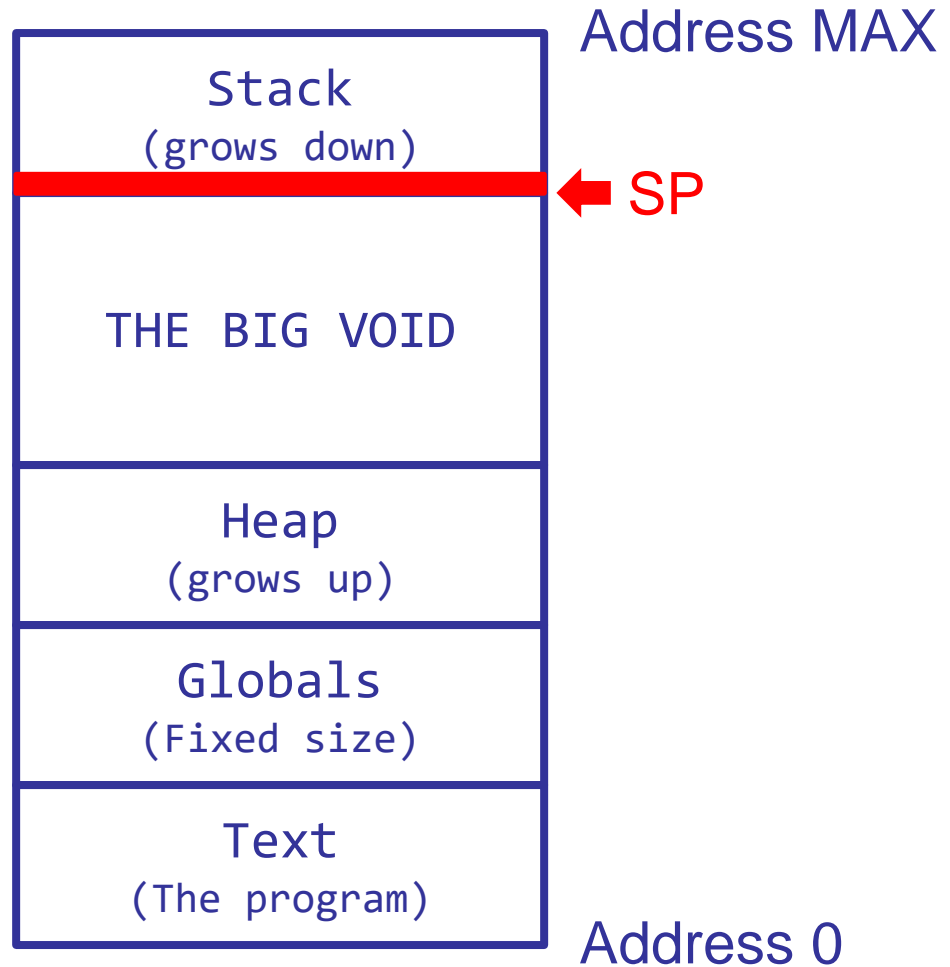 Address MAX
Stack
(grows down)
SP
THE BIG VOID
Heap
(grows up)
Globals
(Fixed size)
Text
(The program)
Address 0